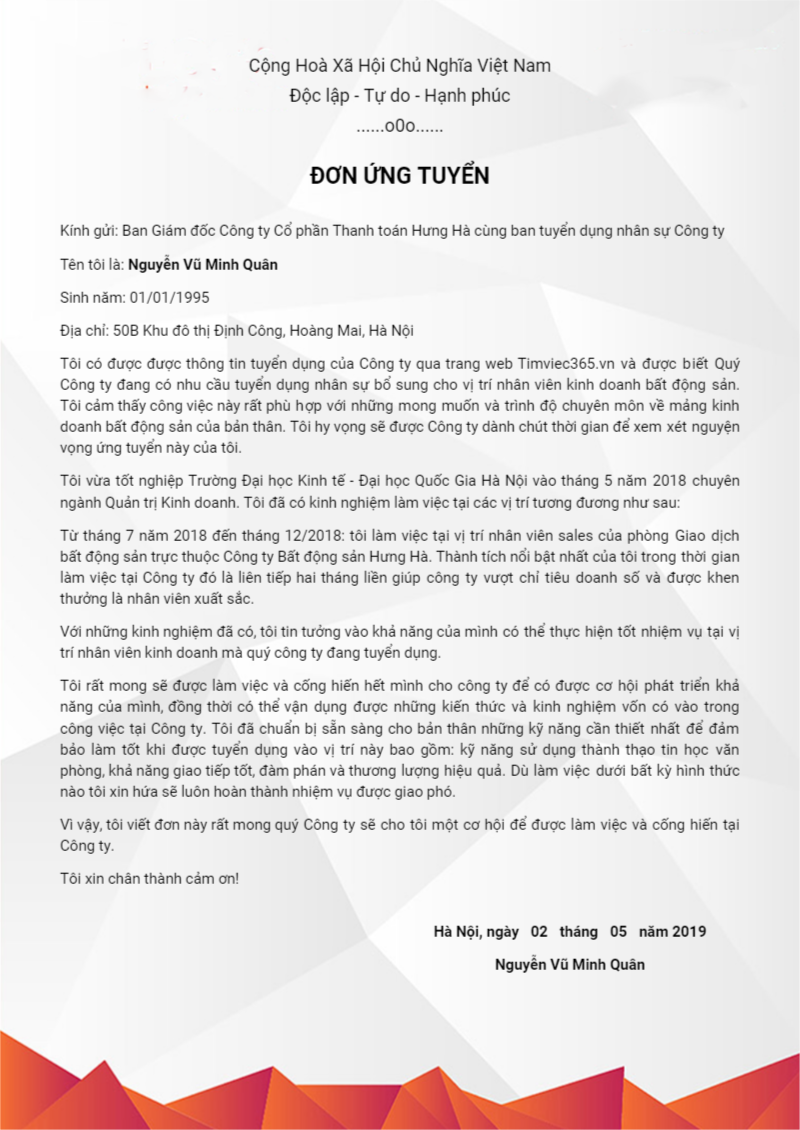 Cộng Hoà Xã Hội Chủ Nghĩa Việt Nam
Độc lập - Tự do - Hạnh phúc
......o0o......
ĐƠN ỨNG TUYỂN
Kính gửi: Ban Giám đốc Công ty Cổ phần Thanh toán Hưng Hà cùng ban tuyển dụng nhân sự Công ty
Tên tôi là: Nguyễn Vũ Minh Quân
Sinh năm: 01/01/1995
Địa chỉ: 50B Khu đô thị Định Công, Hoàng Mai, Hà Nội
Tôi có được được thông tin tuyển dụng của Công ty qua trang web Timviec365.vn và được biết Quý
Công ty đang có nhu cầu tuyển dụng nhân sự bổ sung cho vị trí nhân viên kinh doanh bất động sản.
Tôi cảm thấy công việc này rất phù hợp với những mong muốn và trình độ chuyên môn về mảng kinh
doanh bất động sản của bản thân. Tôi hy vọng sẽ được Công ty dành chút thời gian để xem xét nguyện
vọng ứng tuyển này của tôi.
Tôi vừa tốt nghiệp Trường Đại học Kinh tế - Đại học Quốc Gia Hà Nội vào tháng 5 năm 2018 chuyên
ngành Quản trị Kinh doanh. Tôi đã có kinh nghiệm làm việc tại các vị trí tương đương như sau:
Từ tháng 7 năm 2018 đến tháng 12/2018: tôi làm việc tại vị trí nhân viên sales của phòng Giao dịch
bất động sản trực thuộc Công ty Bất động sản Hưng Hà. Thành tích nổi bật nhất của tôi trong thời gian
làm việc tại Công ty đó là liên tiếp hai tháng liền giúp công ty vượt chỉ tiêu doanh số và được khen
thưởng là nhân viên xuất sắc.
Với những kinh nghiệm đã có, tôi tin tưởng vào khả năng của mình có thể thực hiện tốt nhiệm vụ tại vị
trí nhân viên kinh doanh mà quý công ty đang tuyển dụng.
Tôi rất mong sẽ được làm việc và cống hiến hết mình cho công ty để có được cơ hội phát triển khả
năng của mình, đồng thời có thể vận dụng được những kiến thức và kinh nghiệm vốn có vào trong
công việc tại Công ty. Tôi đã chuẩn bị sẵn sàng cho bản thân những kỹ năng cần thiết nhất để đảm
bảo làm tốt khi được tuyển dụng vào vị trí này bao gồm: kỹ năng sử dụng thành thạo tin học văn
phòng, khả năng giao tiếp tốt, đàm phán và thương lượng hiệu quả. Dù làm việc dưới bất kỳ hình thức
nào tôi xin hứa sẽ luôn hoàn thành nhiệm vụ được giao phó.
Vì vậy, tôi viết đơn này rất mong quý Công ty sẽ cho tôi một cơ hội để được làm việc và cống hiến tại
Công ty.
Tôi xin chân thành cảm ơn!
Hà Nội, ngày 02 tháng 05 năm 2019
Nguyễn Vũ Minh Quân